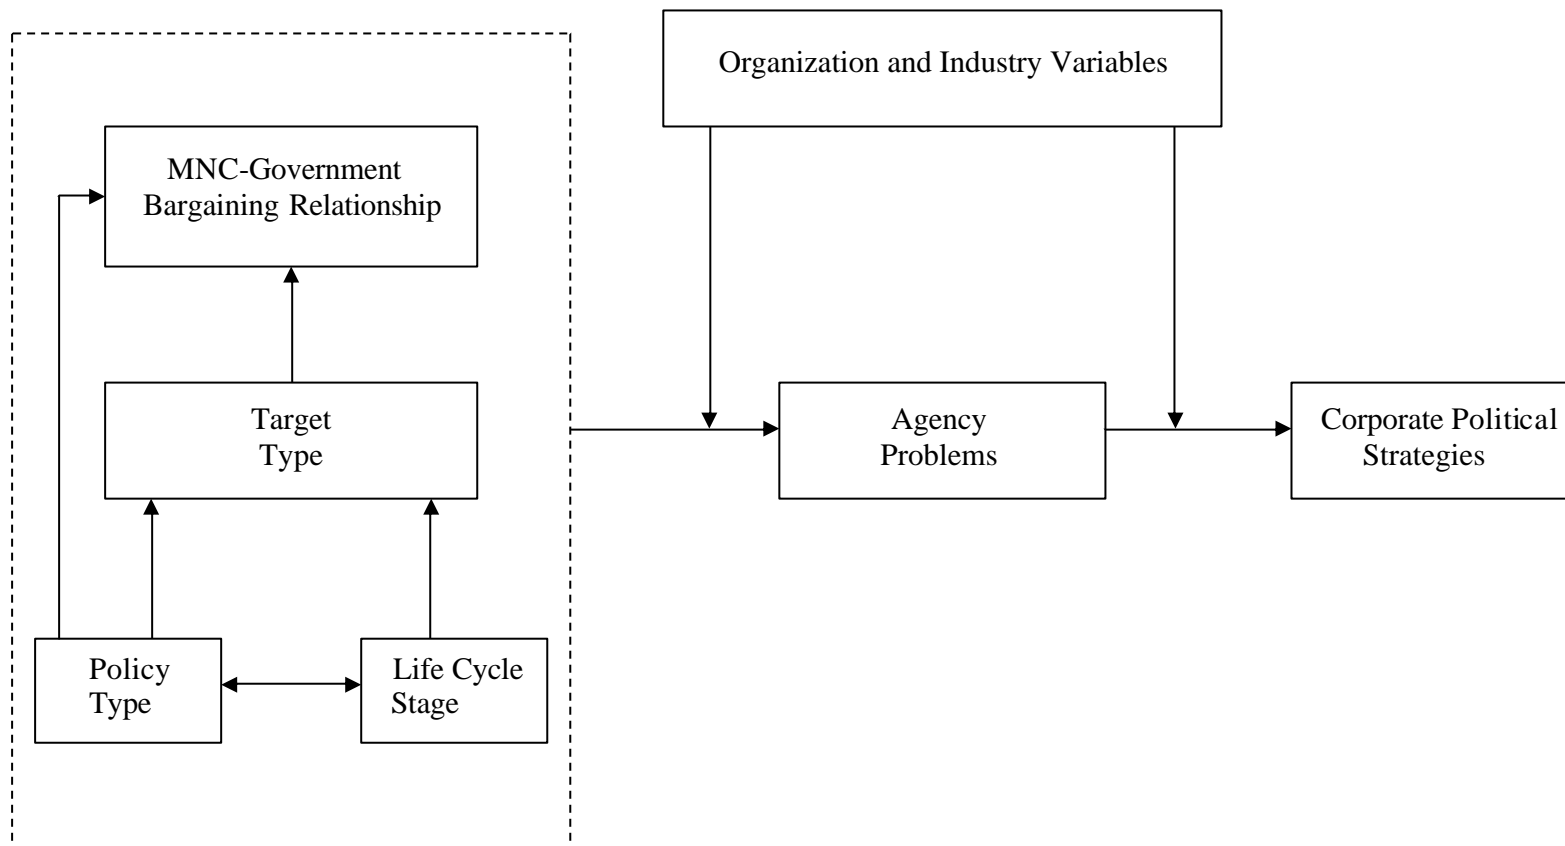 Organization and Industry Variables
MNC-Government
Bargaining Relationship
Target
Type
Agency
Problems
Corporate Political
Strategies
Policy
Type
Life Cycle
Stage